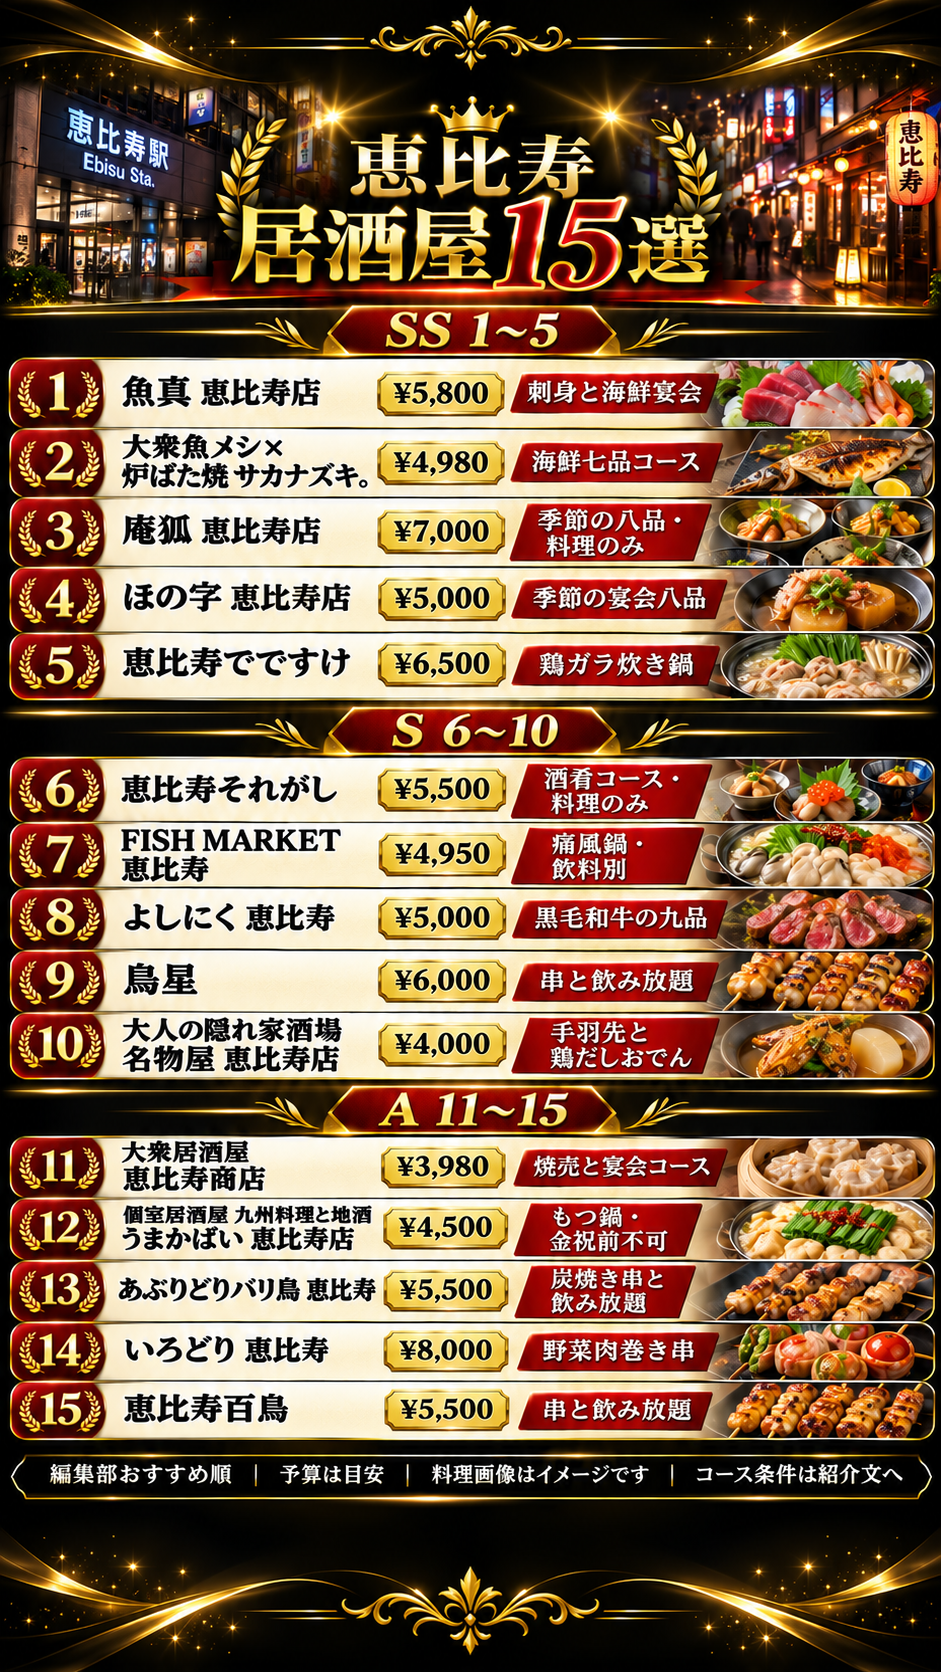 恵比寿駅
Ebisu Sta.
恵比寿
恵比寿
居酒屋15選
SS 1~5
1 魚真 恵比寿店 ¥5,800 刺身と海鮮宴会
2 大衆魚メシ×
炉ばた焼 サカナズキ。 ¥4,980 海鮮七品コース
3 庵狐 恵比寿店 ¥7,000 季節の八品・
料理のみ
4 ほの字 恵比寿店 ¥5,000 季節の宴会八品
5 恵比寿でですけ ¥6,500 鶏ガラ炊き鍋
S 6~10
6 恵比寿それがし ¥5,500 酒肴コース・
料理のみ
7 FISH MARKET
恵比寿 ¥4,950 痛風鍋・
飲料別
8 よしにく 恵比寿 ¥5,000 黒毛和牛の九品
9 鳥星 ¥6,000 串と飲み放題
10 大人の隠れ家酒場
名物屋 恵比寿店 ¥4,000 手羽先と
鶏だしおでん
A 11~15
11 大衆居酒屋
恵比寿商店 ¥3,980 焼売と宴会コース
12 個室居酒屋 九州料理と地酒
うまかばい 恵比寿店 ¥4,500 もつ鍋・
金祝前不可
13 あぶりどりバリ鳥 恵比寿 ¥5,500 炭焼き串と
飲み放題
14 いろどり 恵比寿 ¥8,000 野菜肉巻き串
15 恵比寿百鳥 ¥5,500 串と飲み放題
編集部おすすめ順 | 予算は目安 | 料理画像はイメージです | コース条件は紹介文へ